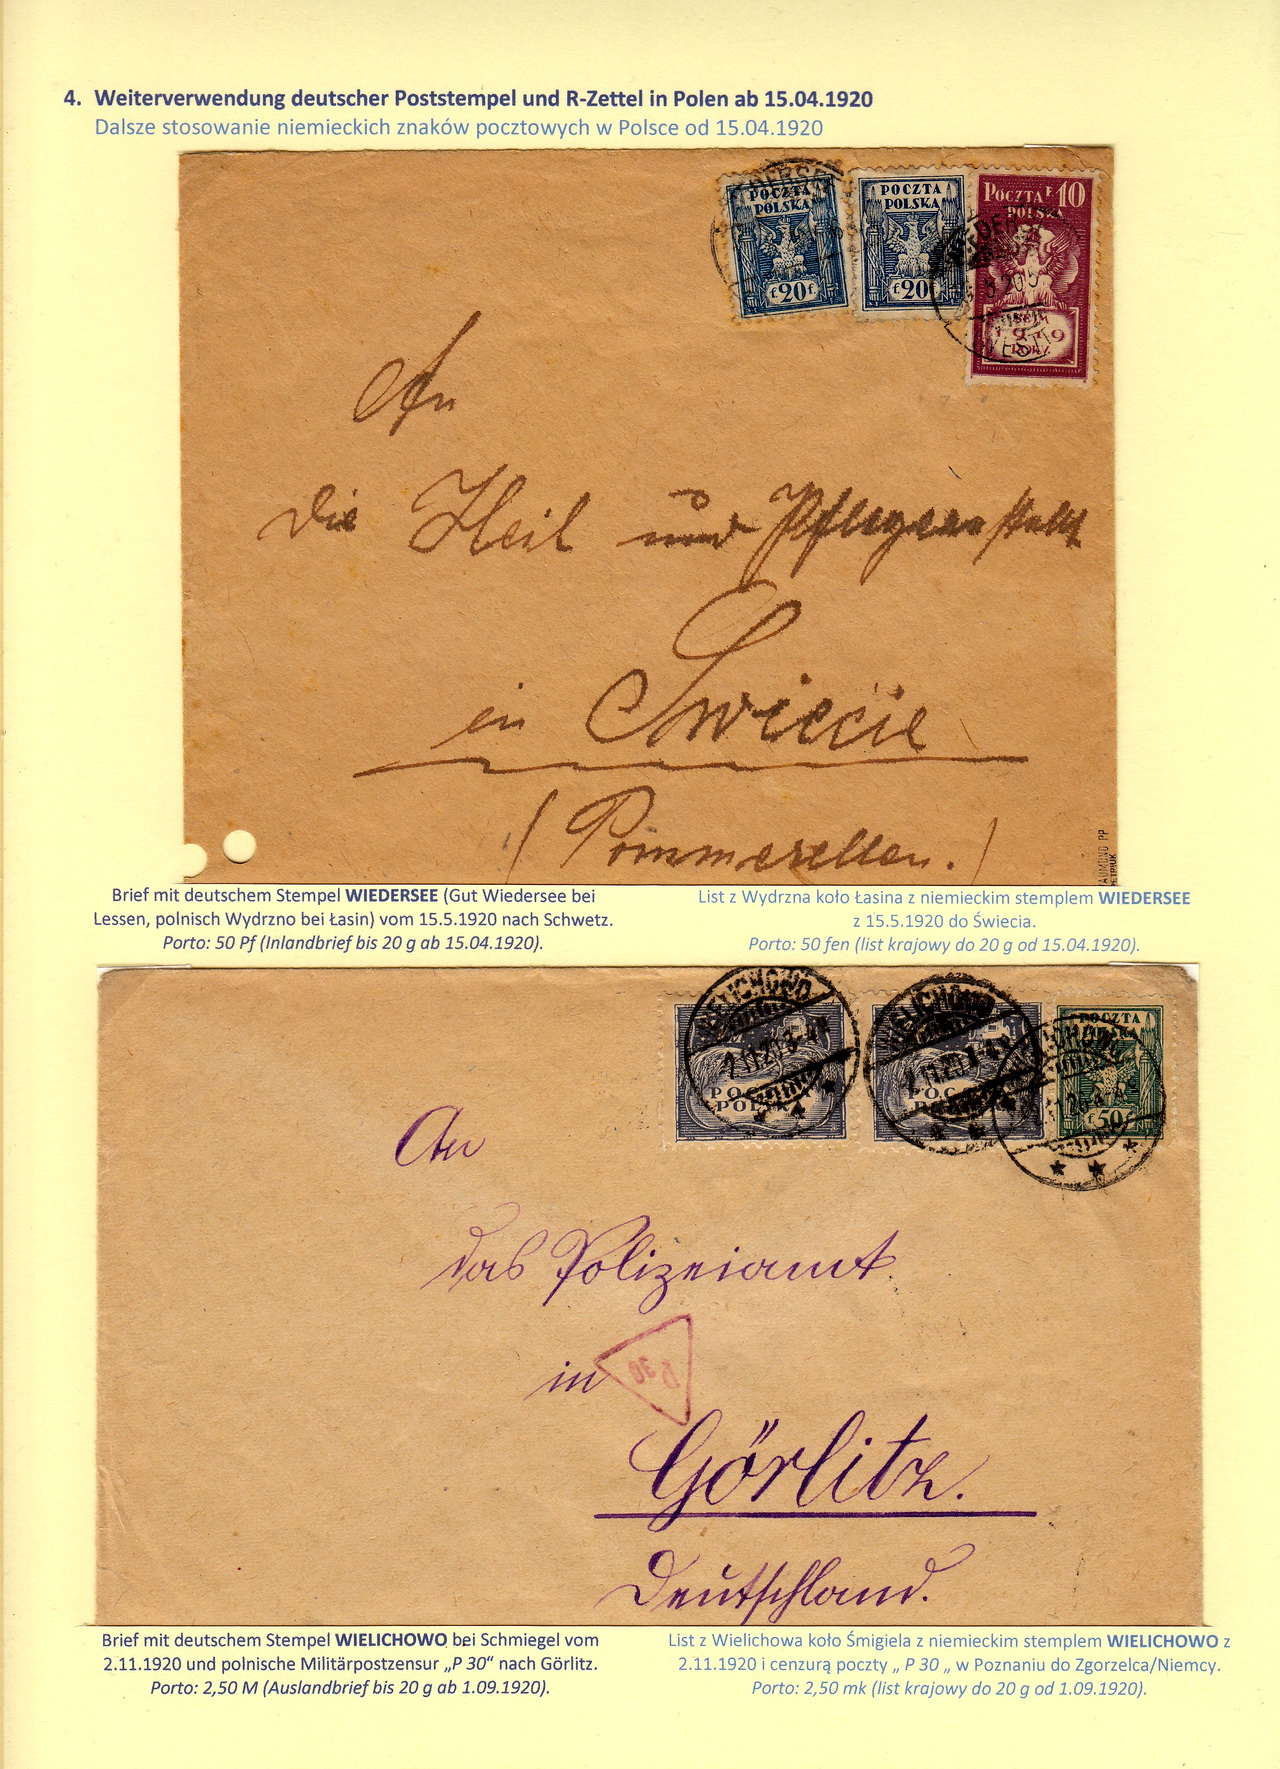 4. Weiterverwendung deutscher Poststempel und R-Zettel in Polen ab 15.04.1920
Dalsze stosowanie niemieckich znaków pocztowych w Polsce od 15.04.1920
POCZTA
POLSKA
f 20 f.
POCZTA
POLSKA
f 20
POCZTA F 10
POLSKA
An
die Heil und Pflegeanstalt
in Swiecie
(Pommerellen.)
Brief mit deutschem Stempel WIEDERSEE (Gut Wiedersee bei
Lessen, polnisch Wydrzno bei Łasin) vom 15.5.1920 nach Schwetz.
Porto: 50 Pf (Inlandbrief bis 20 g ab 15.04.1920).
List z Wydrzna koło Łasina z niemieckim stemplem WIEDERSEE
z 15.5.1920 do Świecia.
Porto: 50 fen (list krajowy do 20 g od 15.04.1920).
WIELICHOWO
2.11.20.3-4
POCZTA
POLSKA
WIELICHOWO
POCZTA
POLSKA
f 50 f
An
das Polizeiamt
in
P 30
Görlitz.
Deutschland.
Brief mit deutschem Stempel WIELICHOWO bei Schmiegel vom
2.11.1920 und polnische Militärpostzensur „P 30“ nach Görlitz.
Porto: 2,50 M (Auslandbrief bis 20 g ab 1.09.1920).
List z Wielichowa koło Śmigiela z niemieckim stemplem WIELICHOWO z
2.11.1920 i cenzurą poczty „ P 30 „ w Poznaniu do Zgorzelca/Niemcy.
Porto: 2,50 mk (list krajowy do 20 g od 1.09.1920).